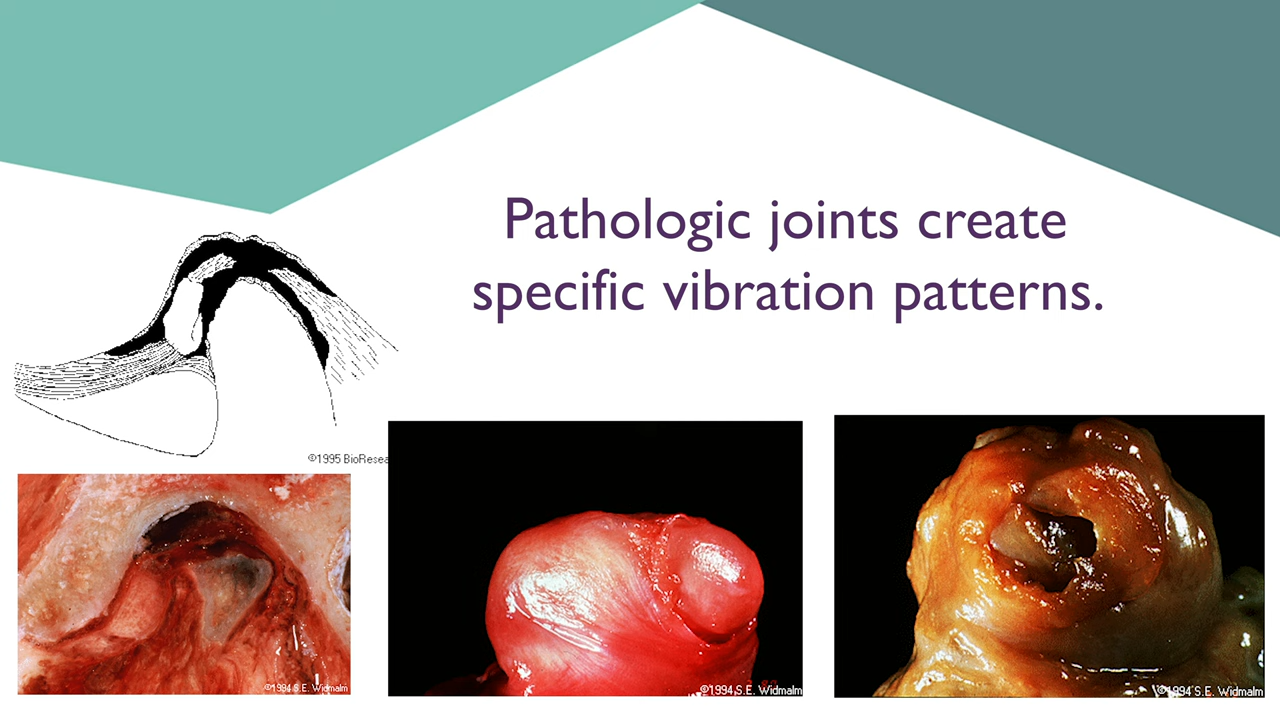 Pathologic joints create
specific vibration patterns.
©1995 BioResea
©1994 S.E. Widmalm
©1994 S.E. Widmalm
©1994 S.E. Widmalm